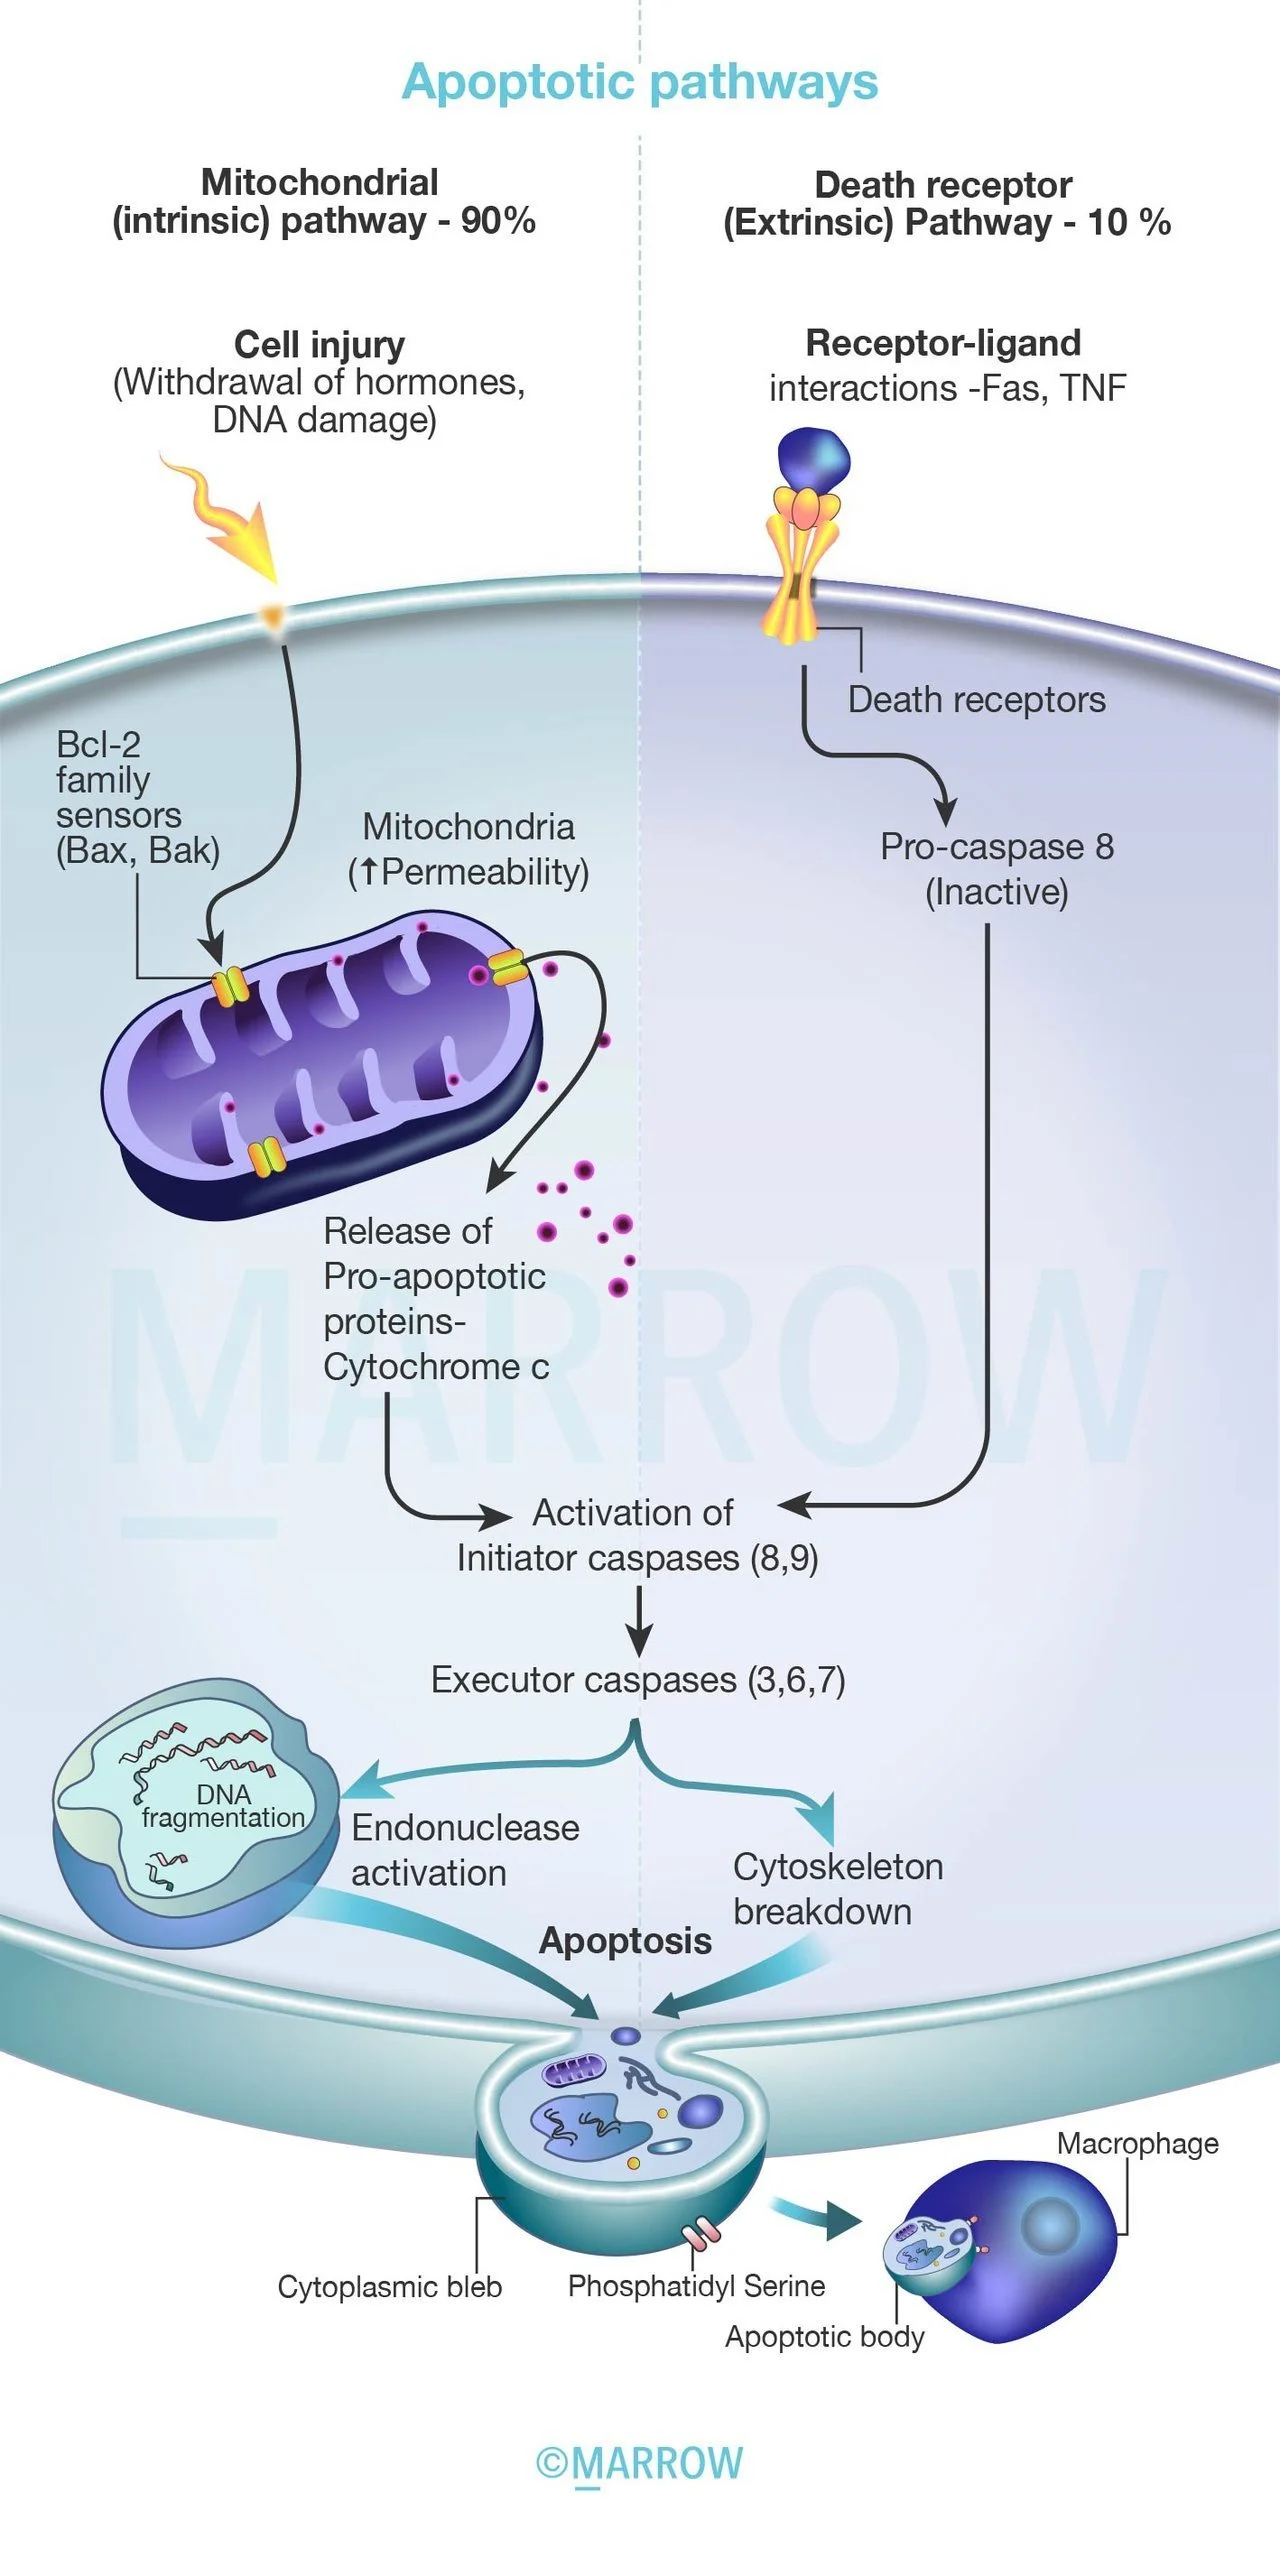 Apoptotic pathways
Mitochondrial
(intrinsic) pathway - 90%
Death receptor
(Extrinsic) Pathway - 10 %
Cell injury
(Withdrawal of hormones,
DNA damage)
Receptor-ligand
interactions -Fas, TNF
Death receptors
Bcl-2
family
sensors
(Bax, Bak)
Mitochondria
(↑Permeability)
Pro-caspase 8
(Inactive)
Release of
Pro-apoptotic
proteins-
Cytochrome c
MARROW
Activation of
Initiator caspases (8,9)
Executor caspases (3,6,7)
DNA
fragmentation
Endonuclease
activation
Cytoskeleton
breakdown
Apoptosis
Macrophage
Cytoplasmic bleb
Phosphatidyl Serine
Apoptotic body
©MARROW